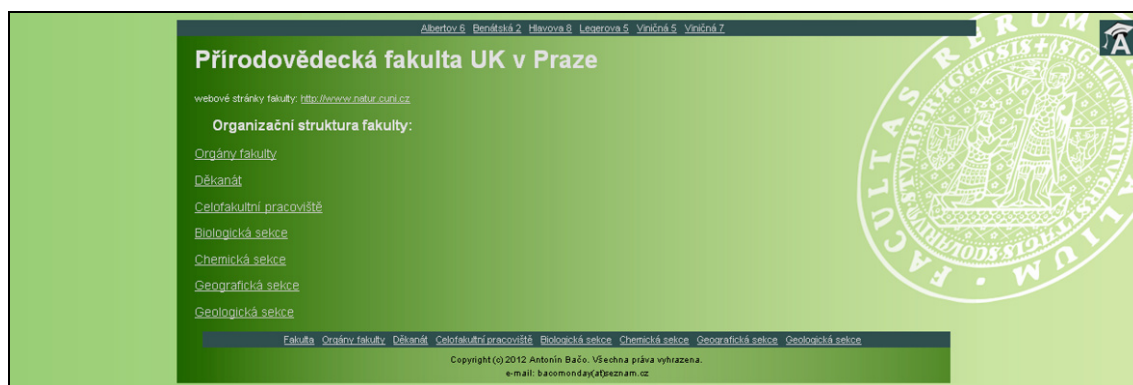 Albertov 6 Benátská 2 Hlavova 8 Legerova 5 Viničná 5 Viničná 7
Přírodovědecká fakulta UK v Praze
webové stránky fakulty: http://www.natur.cuni.cz
Organizační struktura fakulty:
Orgány fakulty
Děkanát
Celofakultní pracoviště
Biologická sekce
Chemická sekce
Geografická sekce
Geologická sekce
Fakulta Orgány fakulty Děkanát Celofakultní pracoviště Biologická sekce Chemická sekce Geografická sekce Geologická sekce
Copyright (c) 2012 Antonín Bačo. Všechna práva vyhrazena.
e-mail: bacomonday(at)seznam.cz
FACULTAS RERUM